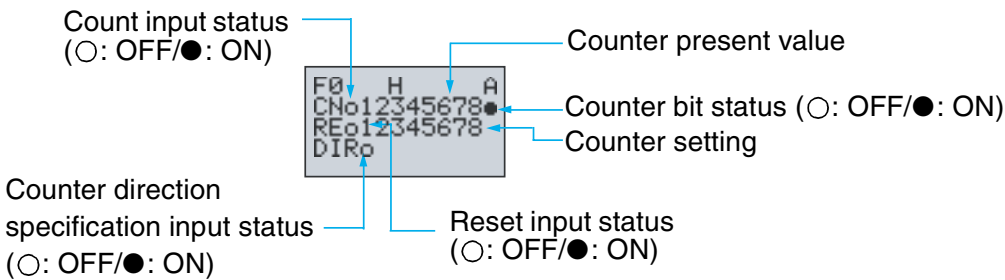 Count input status
(○: OFF/●: ON)
Counter present value
F0 H A
CNo12345678●
REo12345678
DIRo
Counter bit status (○: OFF/●: ON)
Counter setting
Counter direction
specification input status
(○: OFF/●: ON)
Reset input status
(○: OFF/●: ON)